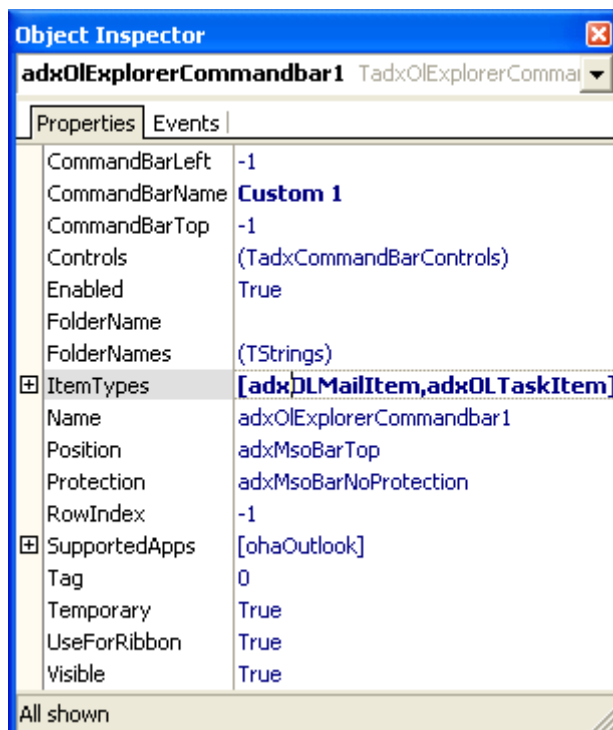 Object Inspector
adxOlExplorerCommandbar1 TadxOlExplorerComma
Properties Events
CommandBarLeft -1
CommandBarName Custom 1
CommandBarTop -1
Controls (TadxCommandBarControls)
Enabled True
FolderName
FolderNames (TStrings)
ItemTypes [adxOLMailItem,adxOLTaskItem]
Name adxOlExplorerCommandbar1
Position adxMsoBarTop
Protection adxMsoBarNoProtection
RowIndex -1
SupportedApps [ohaOutlook]
Tag 0
Temporary True
UseForRibbon True
Visible True
All shown